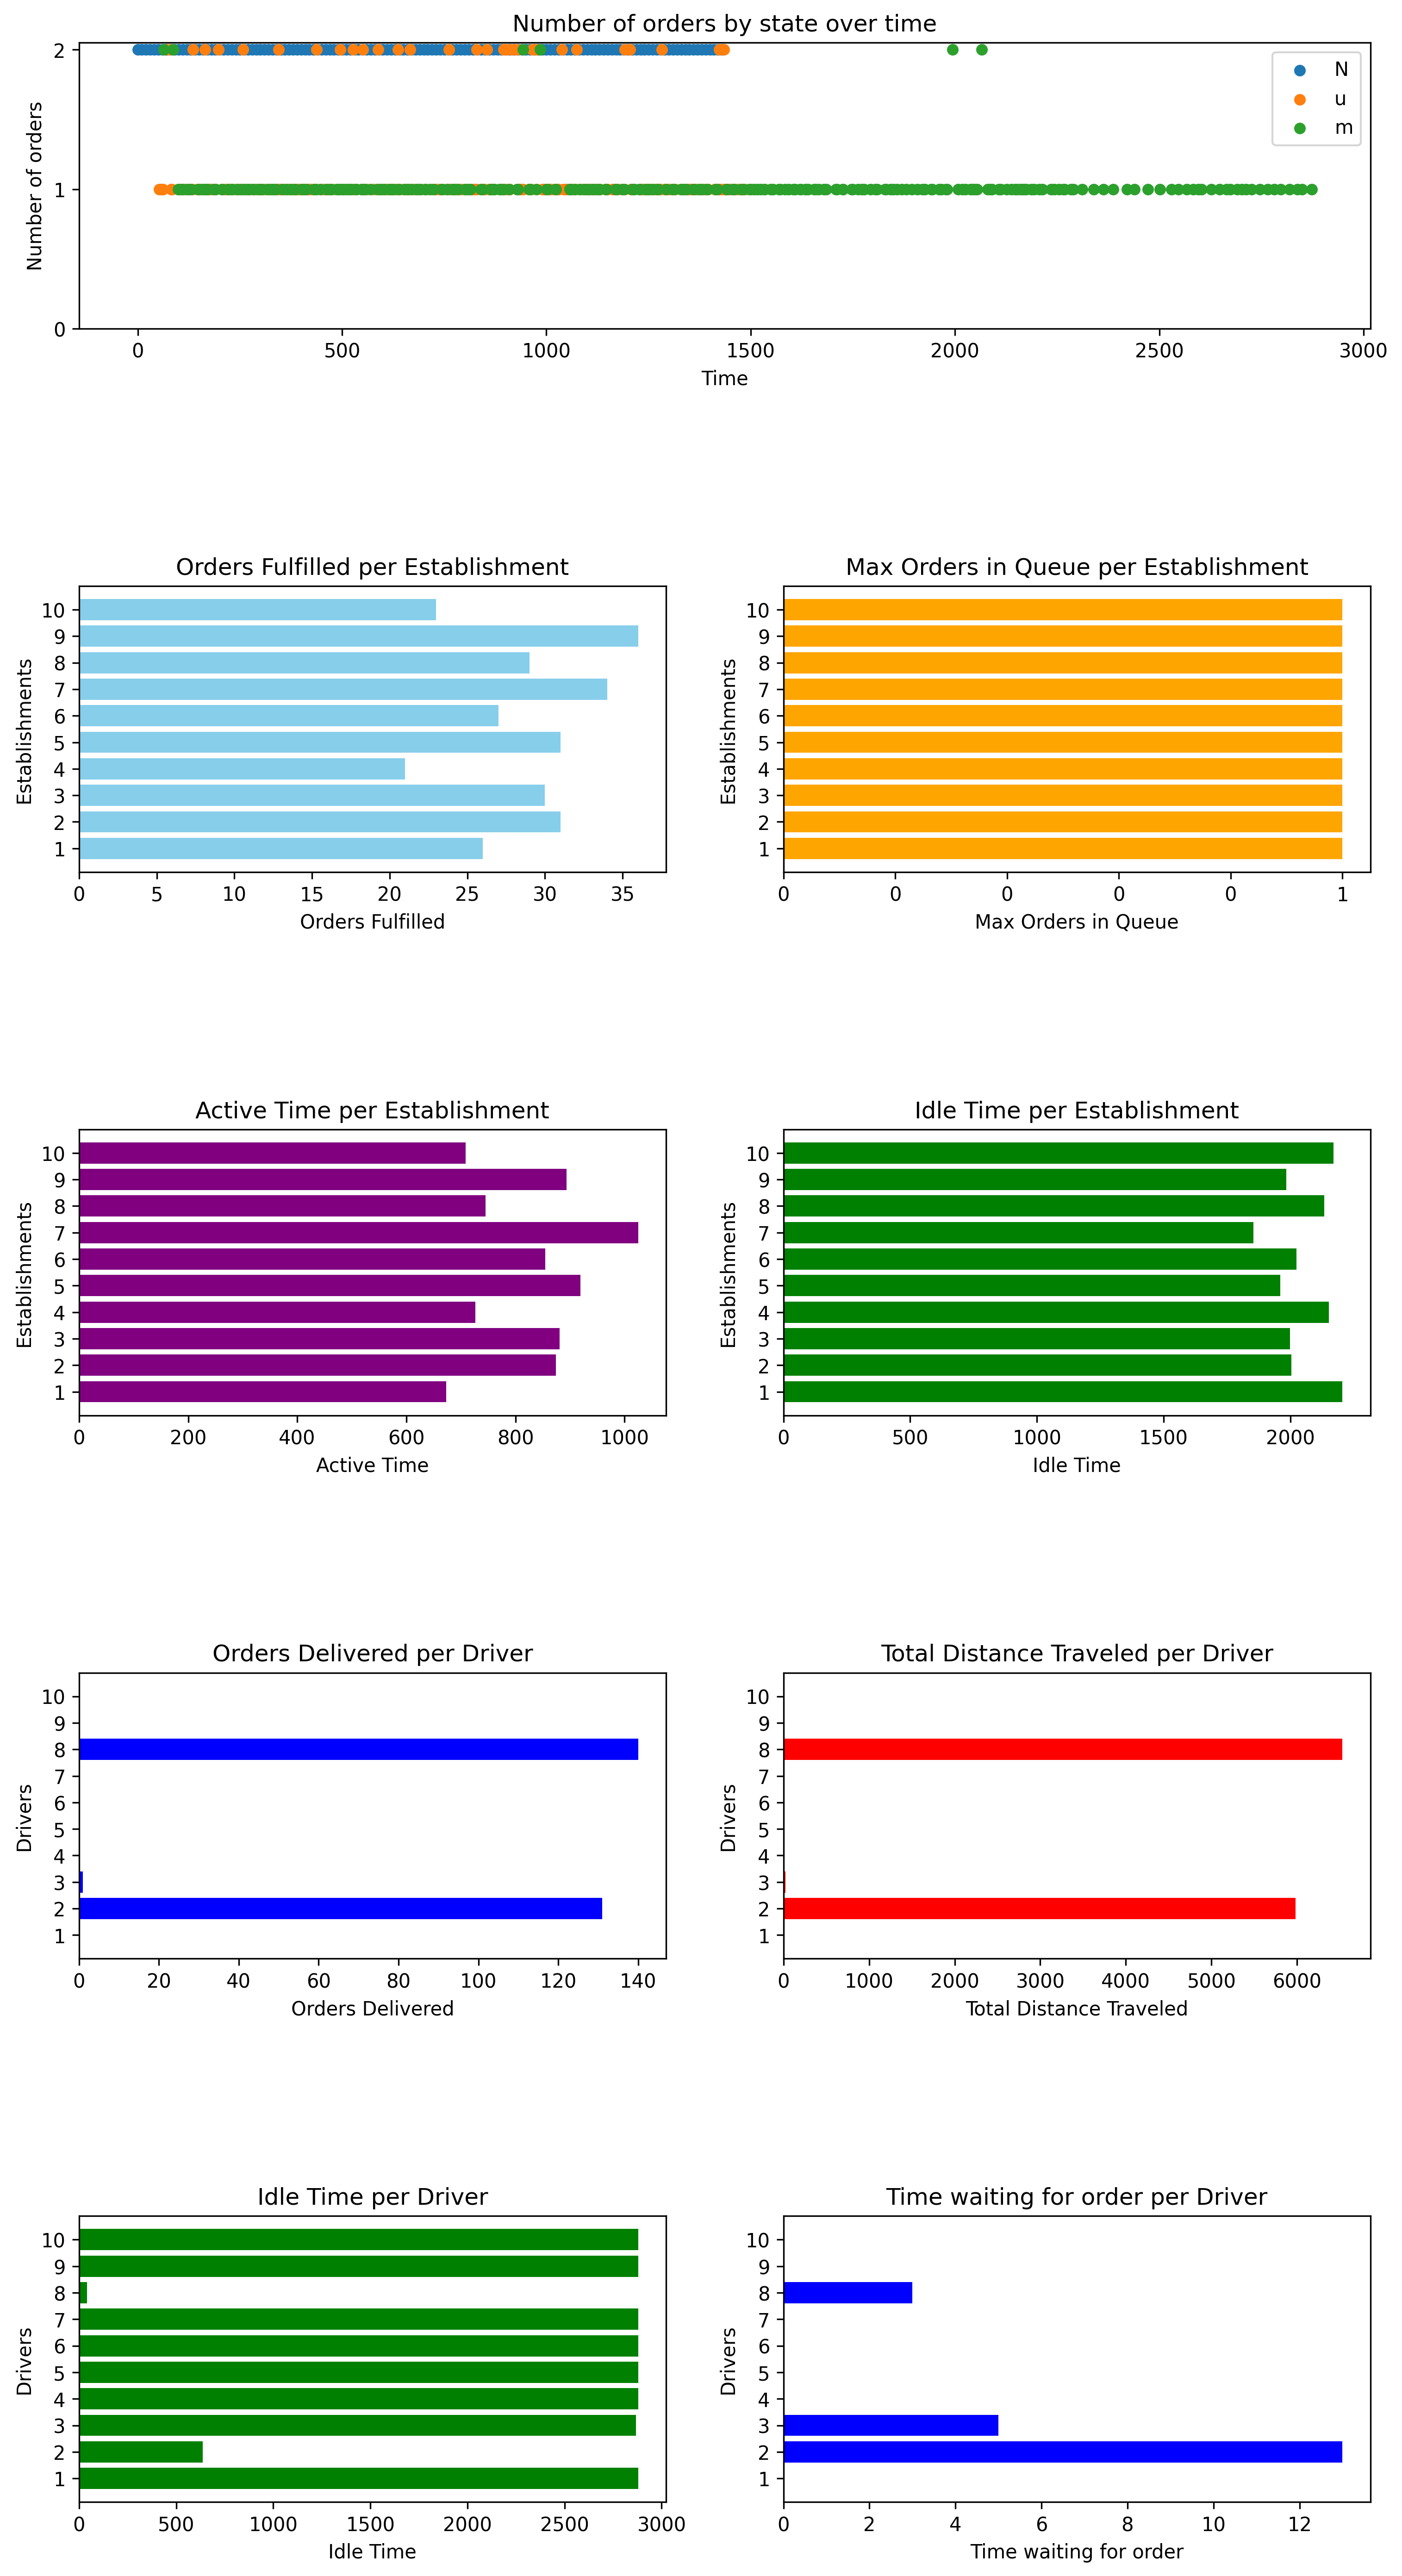 Number of orders by state over time
Number of orders
2
1
0
N
u
m
0 500 1000 1500 2000 2500 3000
Time
Orders Fulfilled per Establishment
Establishments
10
9
8
7
6
5
4
3
2
1
0 5 10 15 20 25 30 35
Orders Fulfilled
Max Orders in Queue per Establishment
Establishments
10
9
8
7
6
5
4
3
2
1
0 0 0 0 0 1
Max Orders in Queue
Active Time per Establishment
Establishments
10
9
8
7
6
5
4
3
2
1
0 200 400 600 800 1000
Active Time
Idle Time per Establishment
Establishments
10
9
8
7
6
5
4
3
2
1
0 500 1000 1500 2000
Idle Time
Orders Delivered per Driver
Drivers
10
9
8
7
6
5
4
3
2
1
0 20 40 60 80 100 120 140
Orders Delivered
Total Distance Traveled per Driver
Drivers
10
9
8
7
6
5
4
3
2
1
0 1000 2000 3000 4000 5000 6000
Total Distance Traveled
Idle Time per Driver
Drivers
10
9
8
7
6
5
4
3
2
1
0 500 1000 1500 2000 2500 3000
Idle Time
Time waiting for order per Driver
Drivers
10
9
8
7
6
5
4
3
2
1
0 2 4 6 8 10 12
Time waiting for order